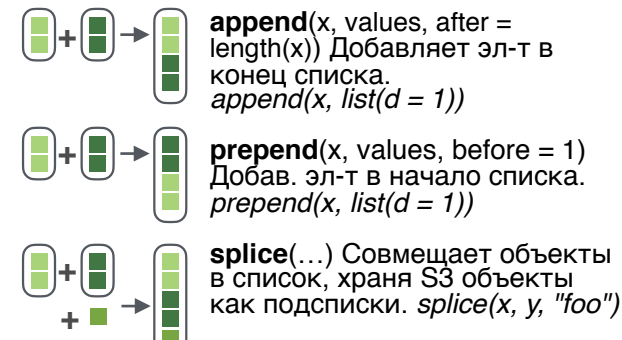 append(x, values, after =
length(x)) Добавляет эл-т в
конец списка.
append(x, list(d = 1))
prepend(x, values, before = 1)
Добав. эл-т в начало списка.
prepend(x, list(d = 1))
splice(…) Совмещает объекты
в список, храня S3 объекты
как подсписки. splice(x, y, "foo")